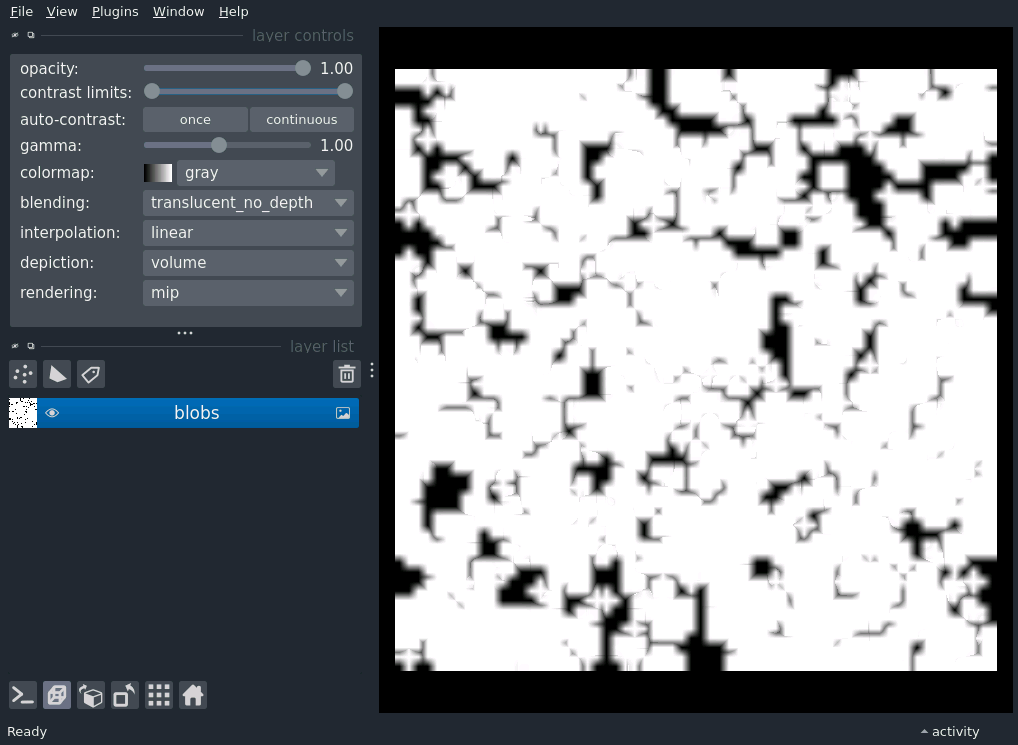 File View Plugins Window Help
layer controls
opacity: 1.00
contrast limits:
auto-contrast: once continuous
gamma: 1.00
colormap: gray
blending: translucent_no_depth
interpolation: linear
depiction: volume
rendering: mip
layer list
blobs
Ready activity